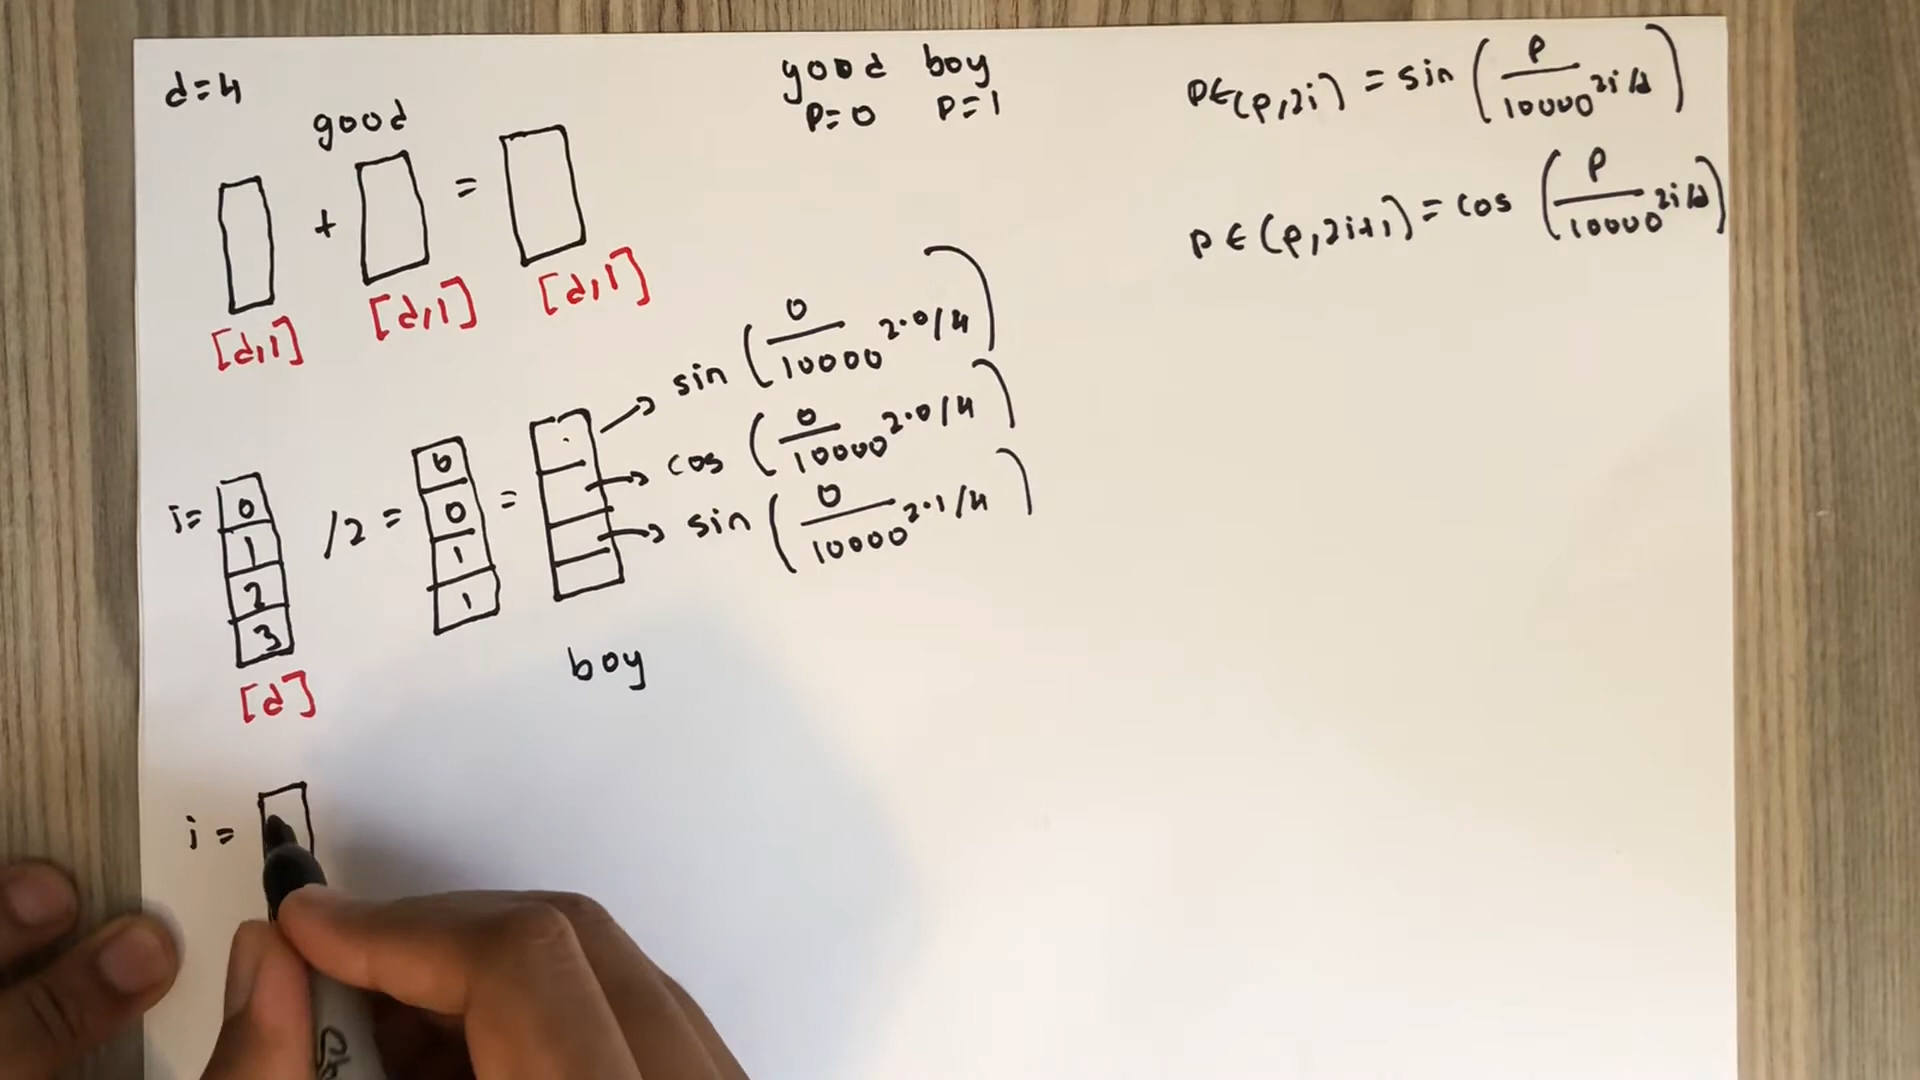 d=4
good
+ =
[d,1] [d,1] [d,1]
good boy
P=0 P=1
PE(P,2i) = sin (P/10000^2i/d)
PE(P,2i+1) = cos (P/10000^2i/d)
sin (0/10000^2.0/4)
cos (0/10000^2.0/4)
sin (0/10000^2.1/4)
i= 0 /2 = 0 =
1 0
2 1
3 1
[d]
boy
i =